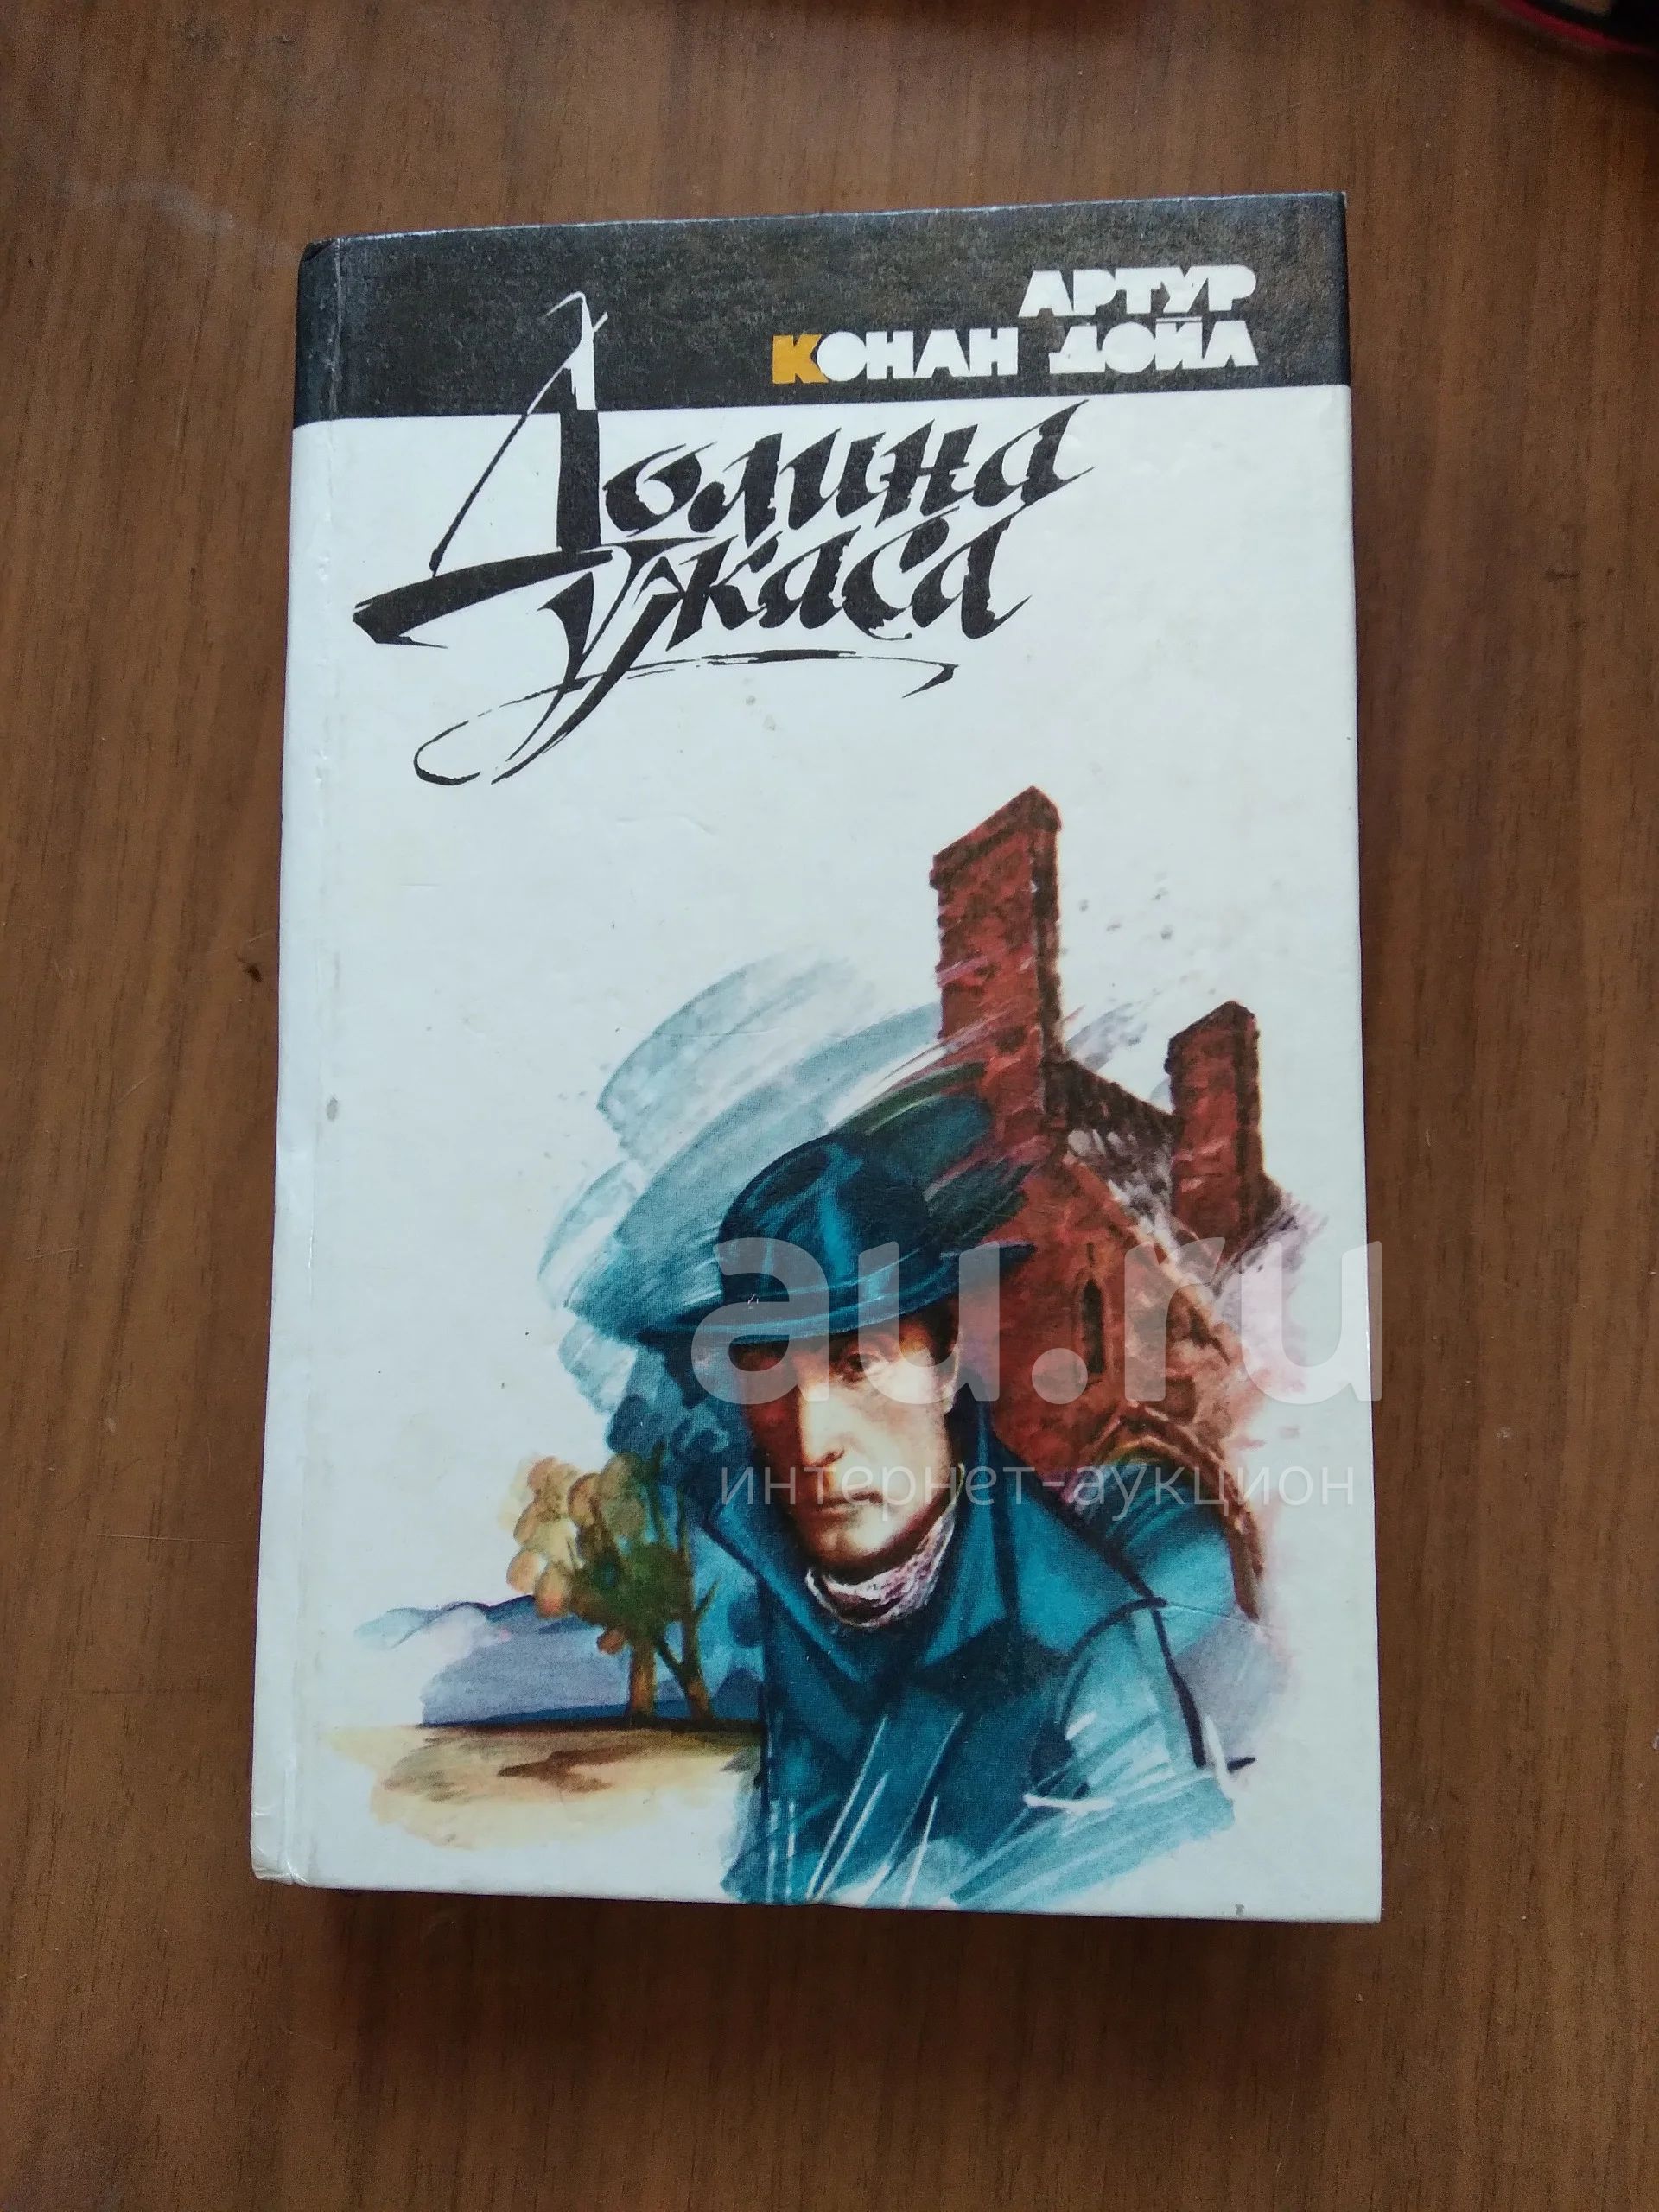 АРТУР
КОНАН ДОЙЛ
Долина
ужаса
au.ru
интернет-аукцион